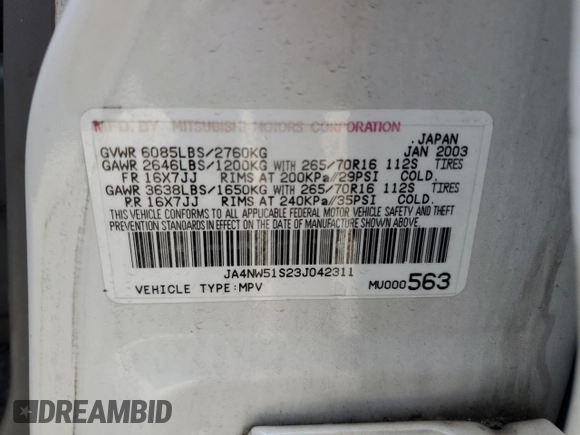 MFD. BY MITSUBISHI MOTORS CORPORATION
JAPAN
GVWR 6085LBS/2760KG JAN 2003
GAWR 2646LBS/1200KG WITH 265/70R16 112S TIRES
FR 16X7JJ RIMS AT 200KPa//29PSI COLD.
GAWR 3638LBS/1650KG WITH 265/70R16 112S TIRES
RR 16X7JJ RIMS AT 240KPa//35PSI COLD.
THIS VEHICLE CONFORMS TO ALL APPLICABLE FEDERAL MOTOR VEHICLE SAFETY AND THEFT
PREVENTION STANDARDS IN EFFECT ON THE DATE OF MANUFACTURE SHOWN ABOVE.
JA4NW51S23J042311
VEHICLE TYPE:MPV MU000563
DREAMBID